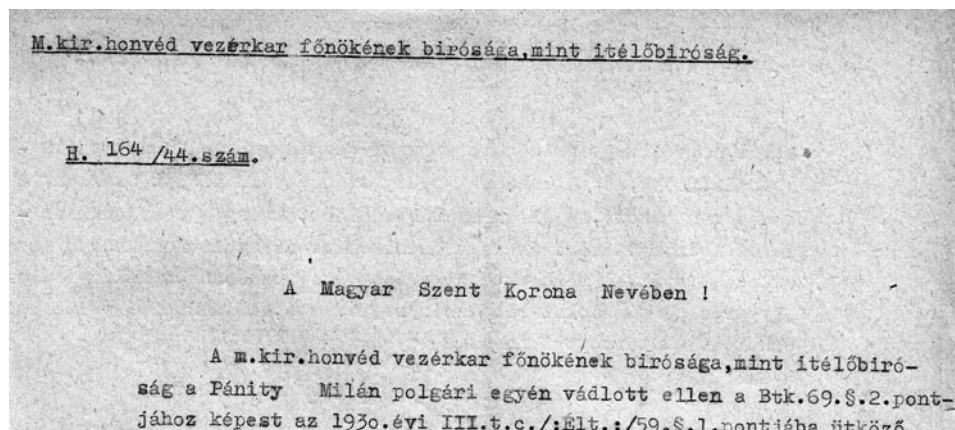 M.kir.honvéd vezérkar főnökének birósága,mint itélőbiróság.
H. 164 /44.szám.
A Magyar Szent Korona Nevében !
A m.kir.honvéd vezérkar főnökének birósága,mint itélőbiró-
ság a Pánity Milán polgári egyén vádlott ellen a Btk.69.§.2.pont-
jához képest az 193o.évi III.t.c./:Élt.:/59.§.1.pontjába ütköző